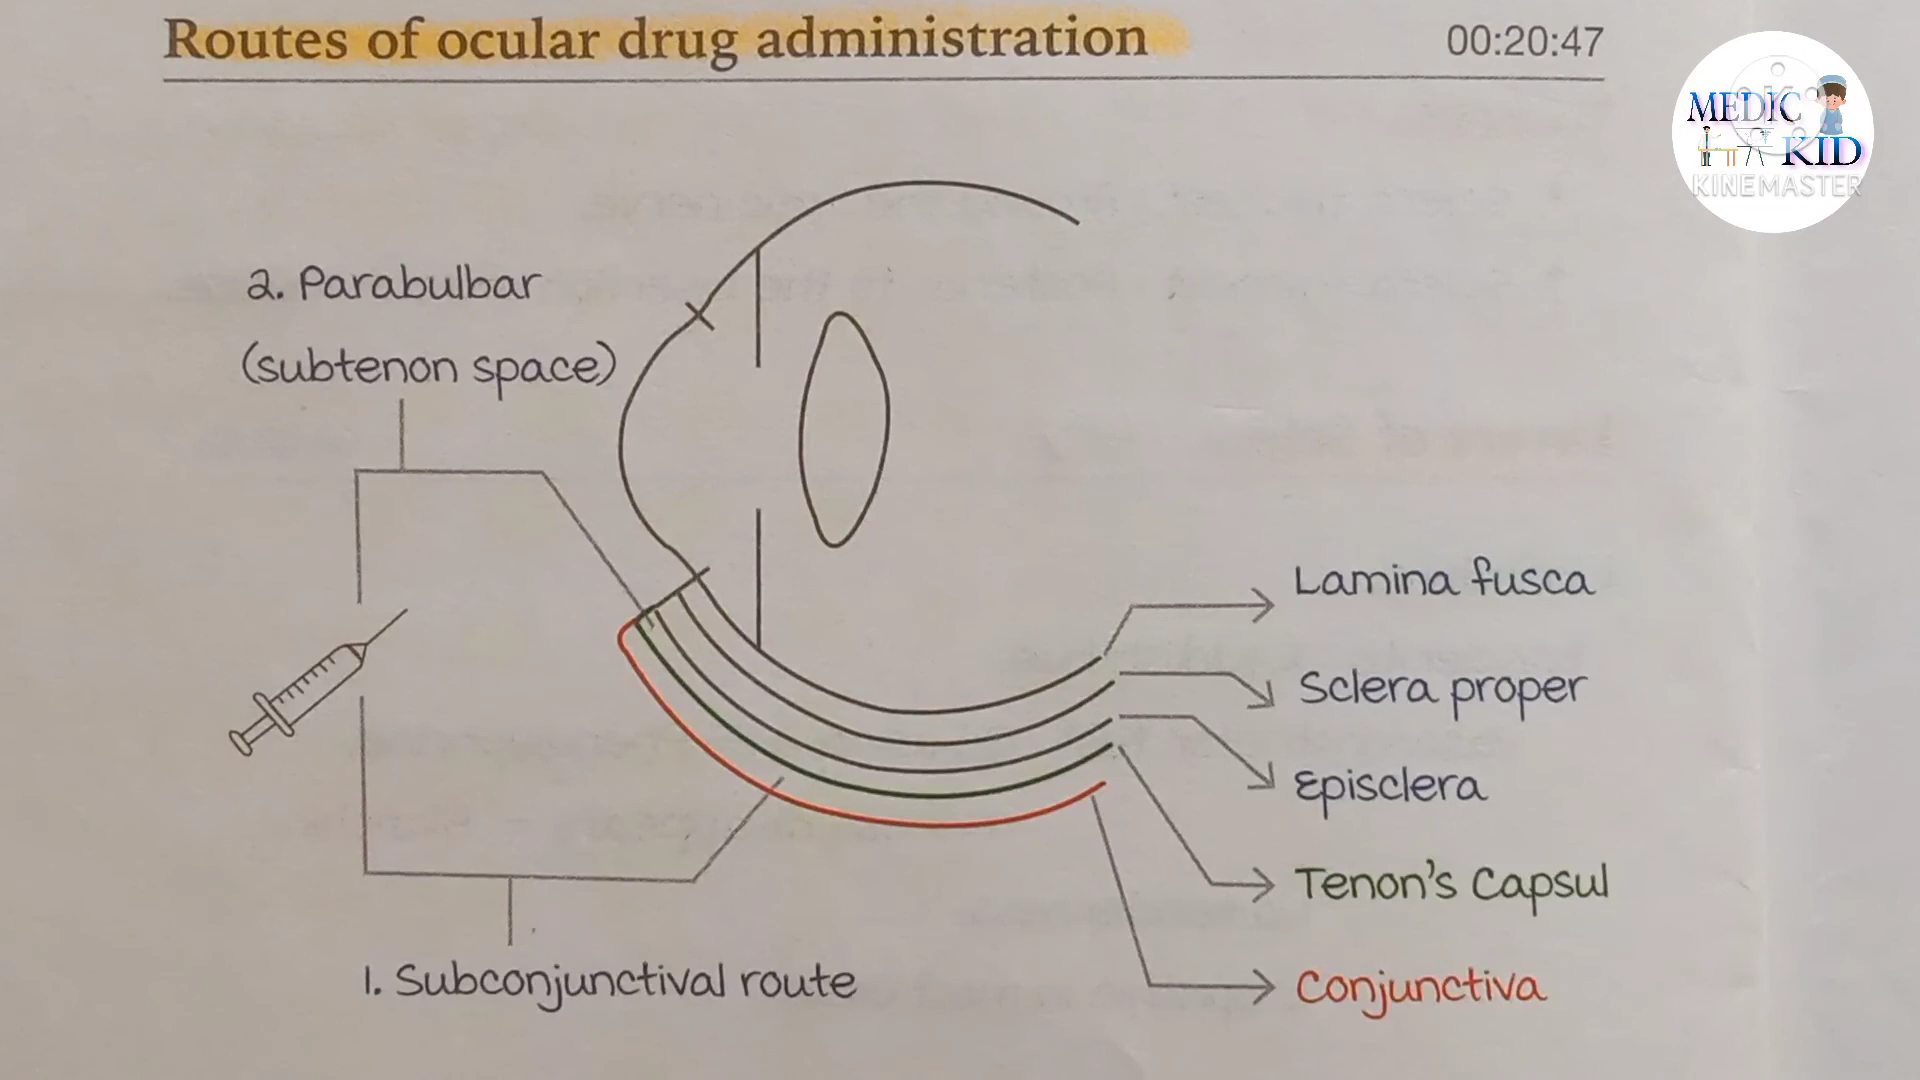 Routes of ocular drug administration
00:20:47
MEDIC
KID
KINEMASTER
2. Parabulbar
(subtenon space)
Lamina fusca
Sclera proper
Episclera
Tenon's Capsul
Conjunctiva
1. Subconjunctival route